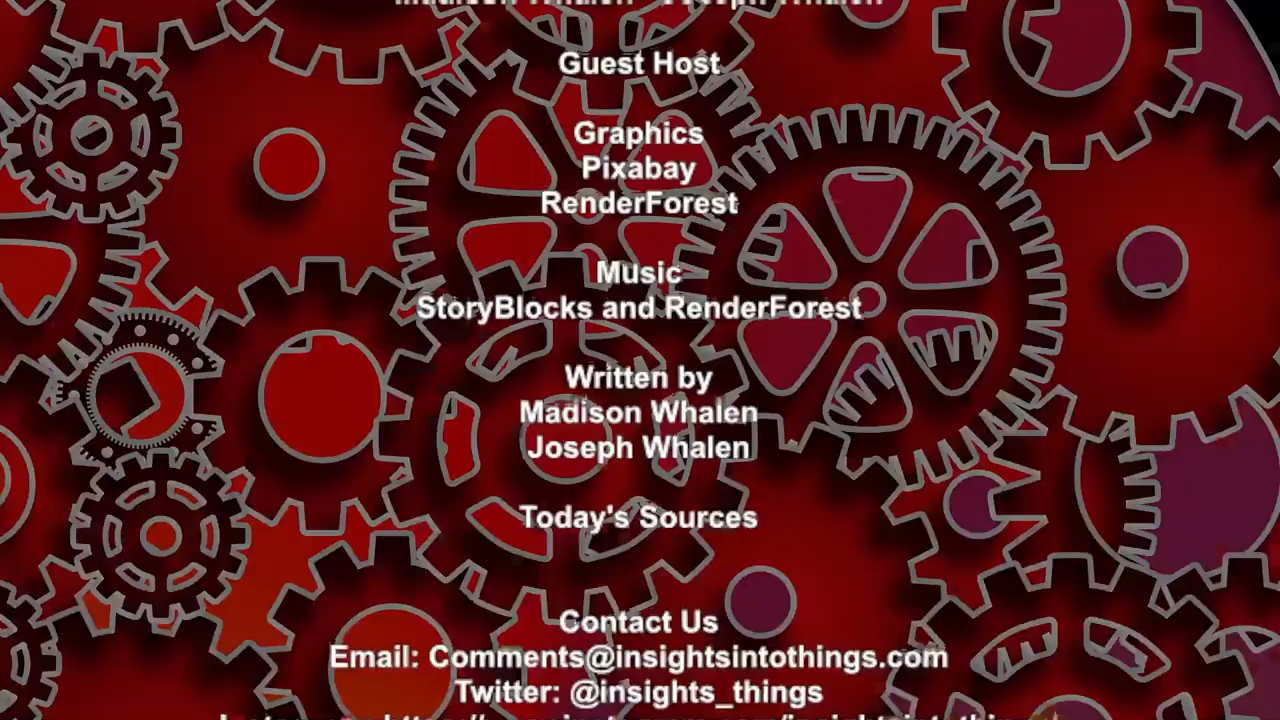 Guest Host
Graphics
Pixabay
RenderForest
Music
StoryBlocks and RenderForest
Written by
Madison Whalen
Joseph Whalen
Today's Sources
Contact Us
Email: Comments@insightsintothings.com
Twitter: @insights_things